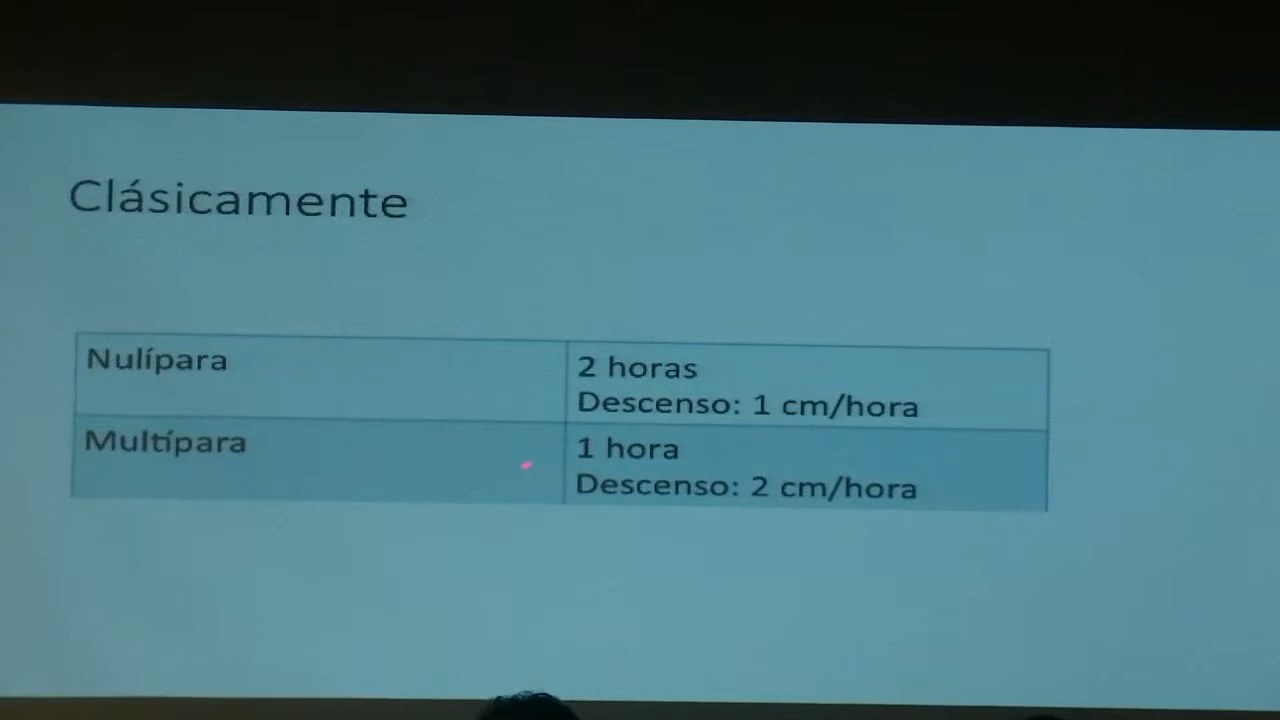 Clásicamente
Nulípara
2 horas
Descenso: 1 cm/hora
Multípara
1 hora
Descenso: 2 cm/hora